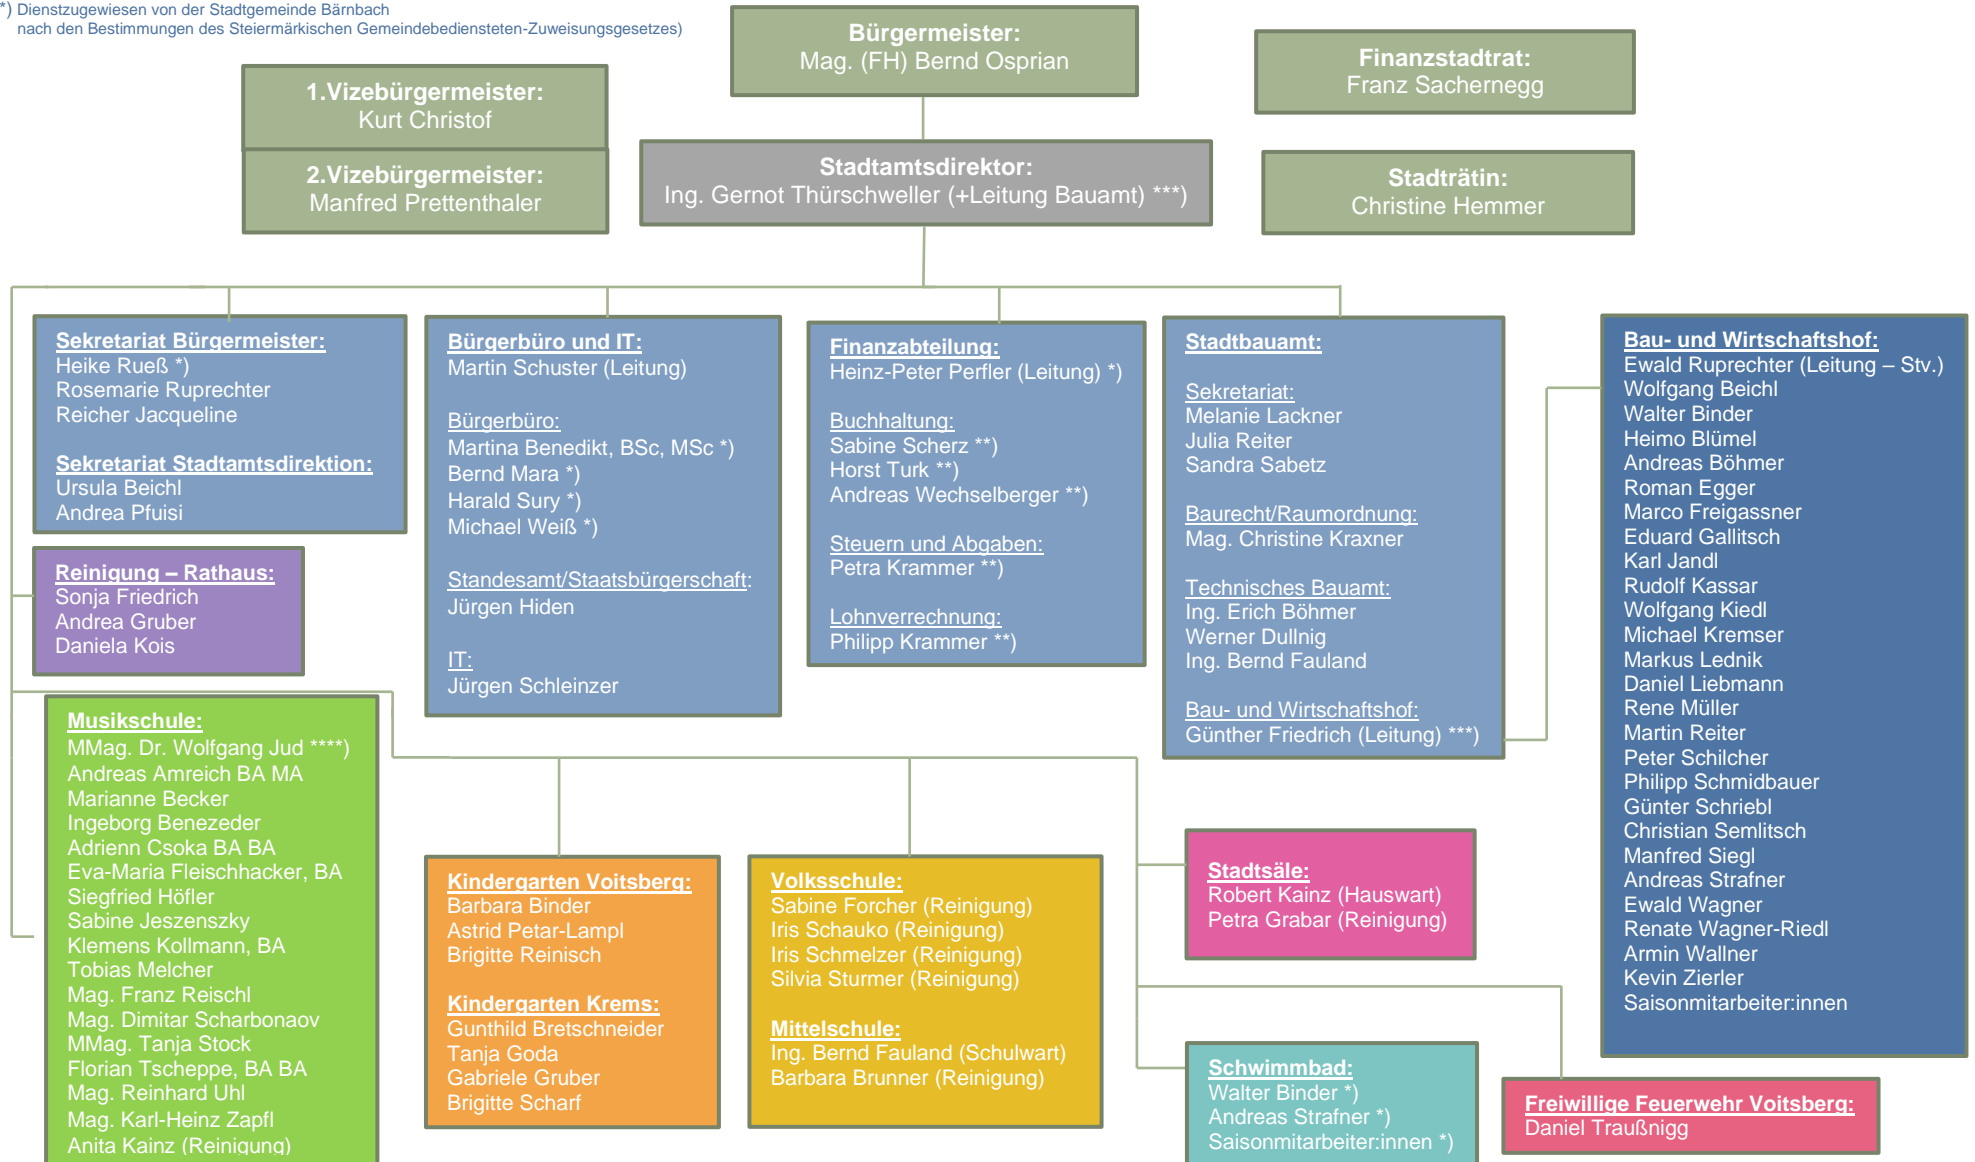 *) Dienstzugewiesen von der Stadtgemeinde Bärnbach
nach den Bestimmungen des Steiermärkischen Gemeindebediensteten-Zuweisungsgesetzes)
Bürgermeister:
Mag. (FH) Bernd Osprian
Finanzstadtrat:
Franz Sachernegg
1.Vizebürgermeister:
Kurt Christof
2.Vizebürgermeister:
Manfred Prettenthaler
Stadtamtsdirektor:
Ing. Gernot Thürschweller (+Leitung Bauamt) ***)
Stadträtin:
Christine Hemmer
Sekretariat Bürgermeister:
Heike Rueß *)
Rosemarie Ruprechter
Reicher Jacqueline
Sekretariat Stadtamtsdirektion:
Ursula Beichl
Andrea Pfuisi
Reinigung – Rathaus:
Sonja Friedrich
Andrea Gruber
Daniela Kois
Bürgerbüro und IT:
Martin Schuster (Leitung)
Bürgerbüro:
Martina Benedikt, BSc, MSc *)
Bernd Mara *)
Harald Sury *)
Michael Weiß *)
Standesamt/Staatsbürgerschaft:
Jürgen Hiden
IT:
Jürgen Schleinzer
Finanzabteilung:
Heinz-Peter Perfler (Leitung) *)
Buchhaltung:
Sabine Scherz **)
Horst Turk **)
Andreas Wechselberger **)
Steuern und Abgaben:
Petra Krammer **)
Lohnverrechnung:
Philipp Krammer **)
Stadtbauamt:
Sekretariat:
Melanie Lackner
Julia Reiter
Sandra Sabetz
Baurecht/Raumordnung:
Mag. Christine Kraxner
Technisches Bauamt:
Ing. Erich Böhmer
Werner Dullnig
Ing. Bernd Fauland
Bau- und Wirtschaftshof:
Günther Friedrich (Leitung) ***)
Bau- und Wirtschaftshof:
Ewald Ruprechter (Leitung – Stv.)
Wolfgang Beichl
Walter Binder
Heimo Blümel
Andreas Böhmer
Roman Egger
Marco Freigassner
Eduard Gallitsch
Karl Jandl
Rudolf Kassar
Wolfgang Kiedl
Michael Kremser
Markus Lednik
Daniel Liebmann
Rene Müller
Martin Reiter
Peter Schilcher
Philipp Schmidbauer
Günter Schriebl
Christian Semlitsch
Manfred Siegl
Andreas Strafner
Ewald Wagner
Renate Wagner-Riedl
Armin Wallner
Kevin Zierler
Saisonmitarbeiter:innen
Musikschule:
MMag. Dr. Wolfgang Jud ****)
Andreas Amreich BA MA
Marianne Becker
Ingeborg Benezeder
Adrienn Csoka BA BA
Eva-Maria Fleischhacker, BA
Siegfried Höfler
Sabine Jeszenszky
Klemens Kollmann, BA
Tobias Melcher
Mag. Franz Reischl
Mag. Dimitar Scharbonaov
MMag. Tanja Stock
Florian Tscheppe, BA BA
Mag. Reinhard Uhl
Mag. Karl-Heinz Zapfl
Anita Kainz (Reinigung)
Kindergarten Voitsberg:
Barbara Binder
Astrid Petar-Lampl
Brigitte Reinisch
Kindergarten Krems:
Gunthild Bretschneider
Tanja Goda
Gabriele Gruber
Brigitte Scharf
Volksschule:
Sabine Forcher (Reinigung)
Iris Schauko (Reinigung)
Iris Schmelzer (Reinigung)
Silvia Sturmer (Reinigung)
Mittelschule:
Ing. Bernd Fauland (Schulwart)
Barbara Brunner (Reinigung)
Stadtsäle:
Robert Kainz (Hauswart)
Petra Grabar (Reinigung)
Schwimmbad:
Walter Binder *)
Andreas Strafner *)
Saisonmitarbeiter:innen *)
Freiwillige Feuerwehr Voitsberg:
Daniel Traußnigg